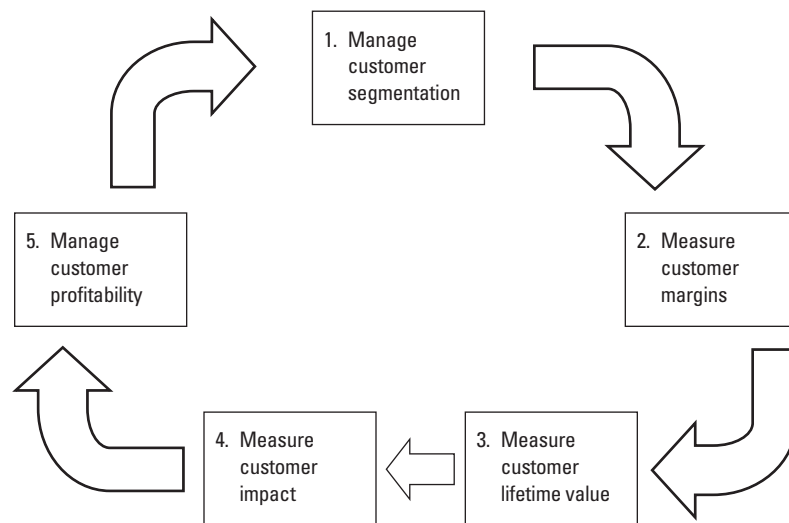 1. Manage
customer
segmentation
2. Measure
customer
margins
3. Measure
customer
lifetime value
4. Measure
customer
impact
5. Manage
customer
profitability